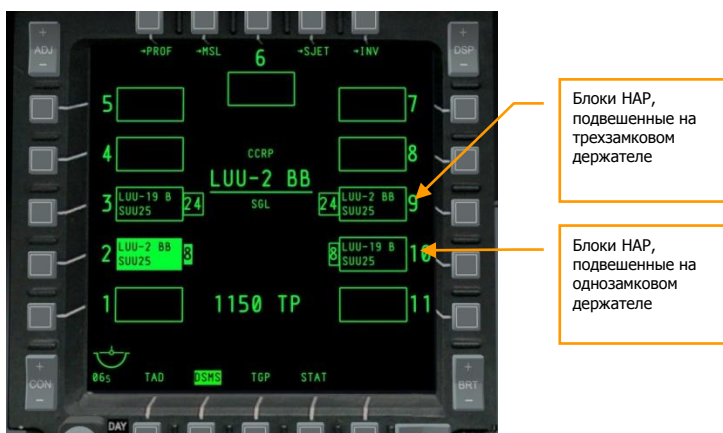 +
ADJ
-
→PROF
→MSL
6
→SJET
→INV
+
DSP
-
5
7
4
8
CCRP
LUU-2 BB
SGL
3
LUU-19 B
SUU25
24
24
LUU-2 BB
SUU25
9
2
LUU-2 BB
SUU25
8
8
LUU-19 B
SUU25
10
1
1150 TP
11
+
CON
-
065
TAD
DSMS
TGP
STAT
+
BRT
-
DAY
Блоки НАР,
подвешенные на
трехзамковом
держателе
Блоки НАР,
подвешенные на
однозамковом
держателе